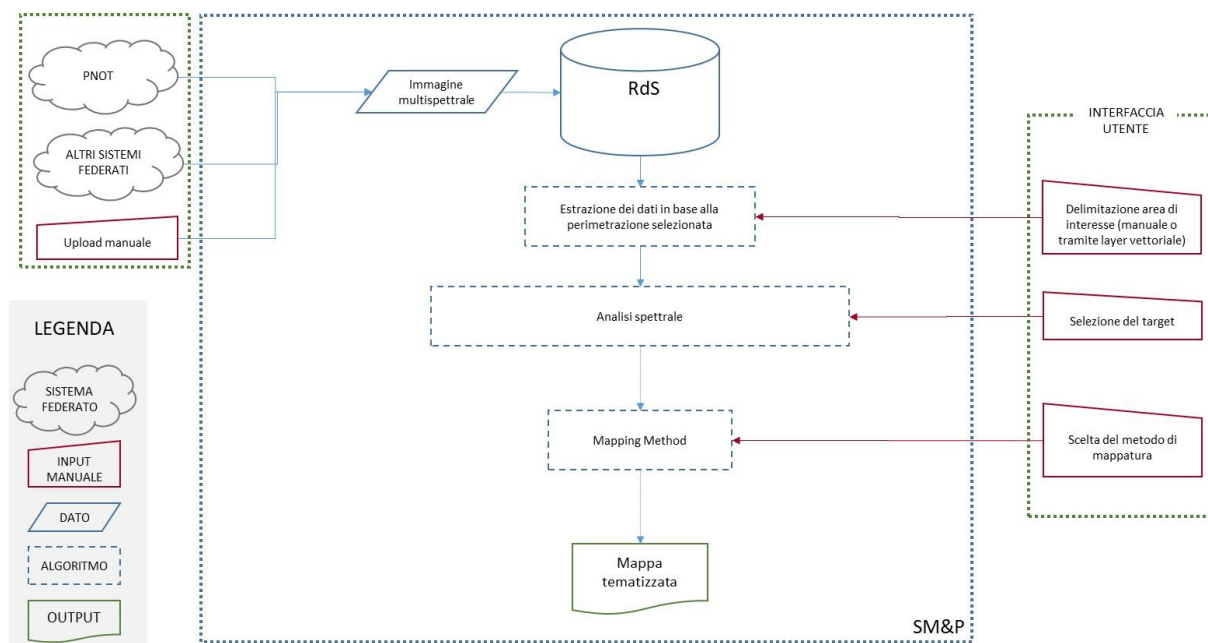 PNOT
ALTRI SISTEMI
FEDERATI
Upload manuale
Immagine
multispettrale
RdS
Estrazione dei dati in base alla
perimetrazione selezionata
Analisi spettrale
Mapping Method
Mappa
tematizzata
SM&P
INTERFACCIA
UTENTE
Delimitazione area di
interesse (manuale o
tramite layer vettoriale)
Selezione del target
Scelta del metodo di
mappatura
LEGENDA
SISTEMA
FEDERATO
INPUT
MANUALE
DATO
ALGORITMO
OUTPUT